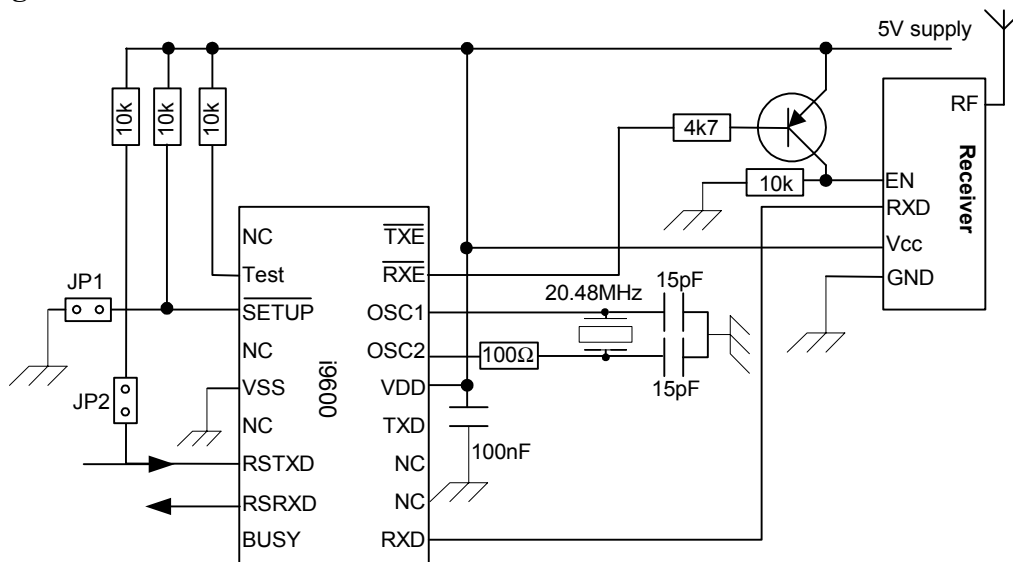 5V supply
10k
10k
10k
4k7
RF
Receiver
10k
EN
RXD
Vcc
GND
NC
TXE
Test
RXE
JP1
SETUP
OSC1
20.48MHz
15pF
NC
OSC2
100Ω
15pF
i9600
VSS
VDD
JP2
NC
TXD
100nF
RSTXD
NC
RSRXD
NC
BUSY
RXD